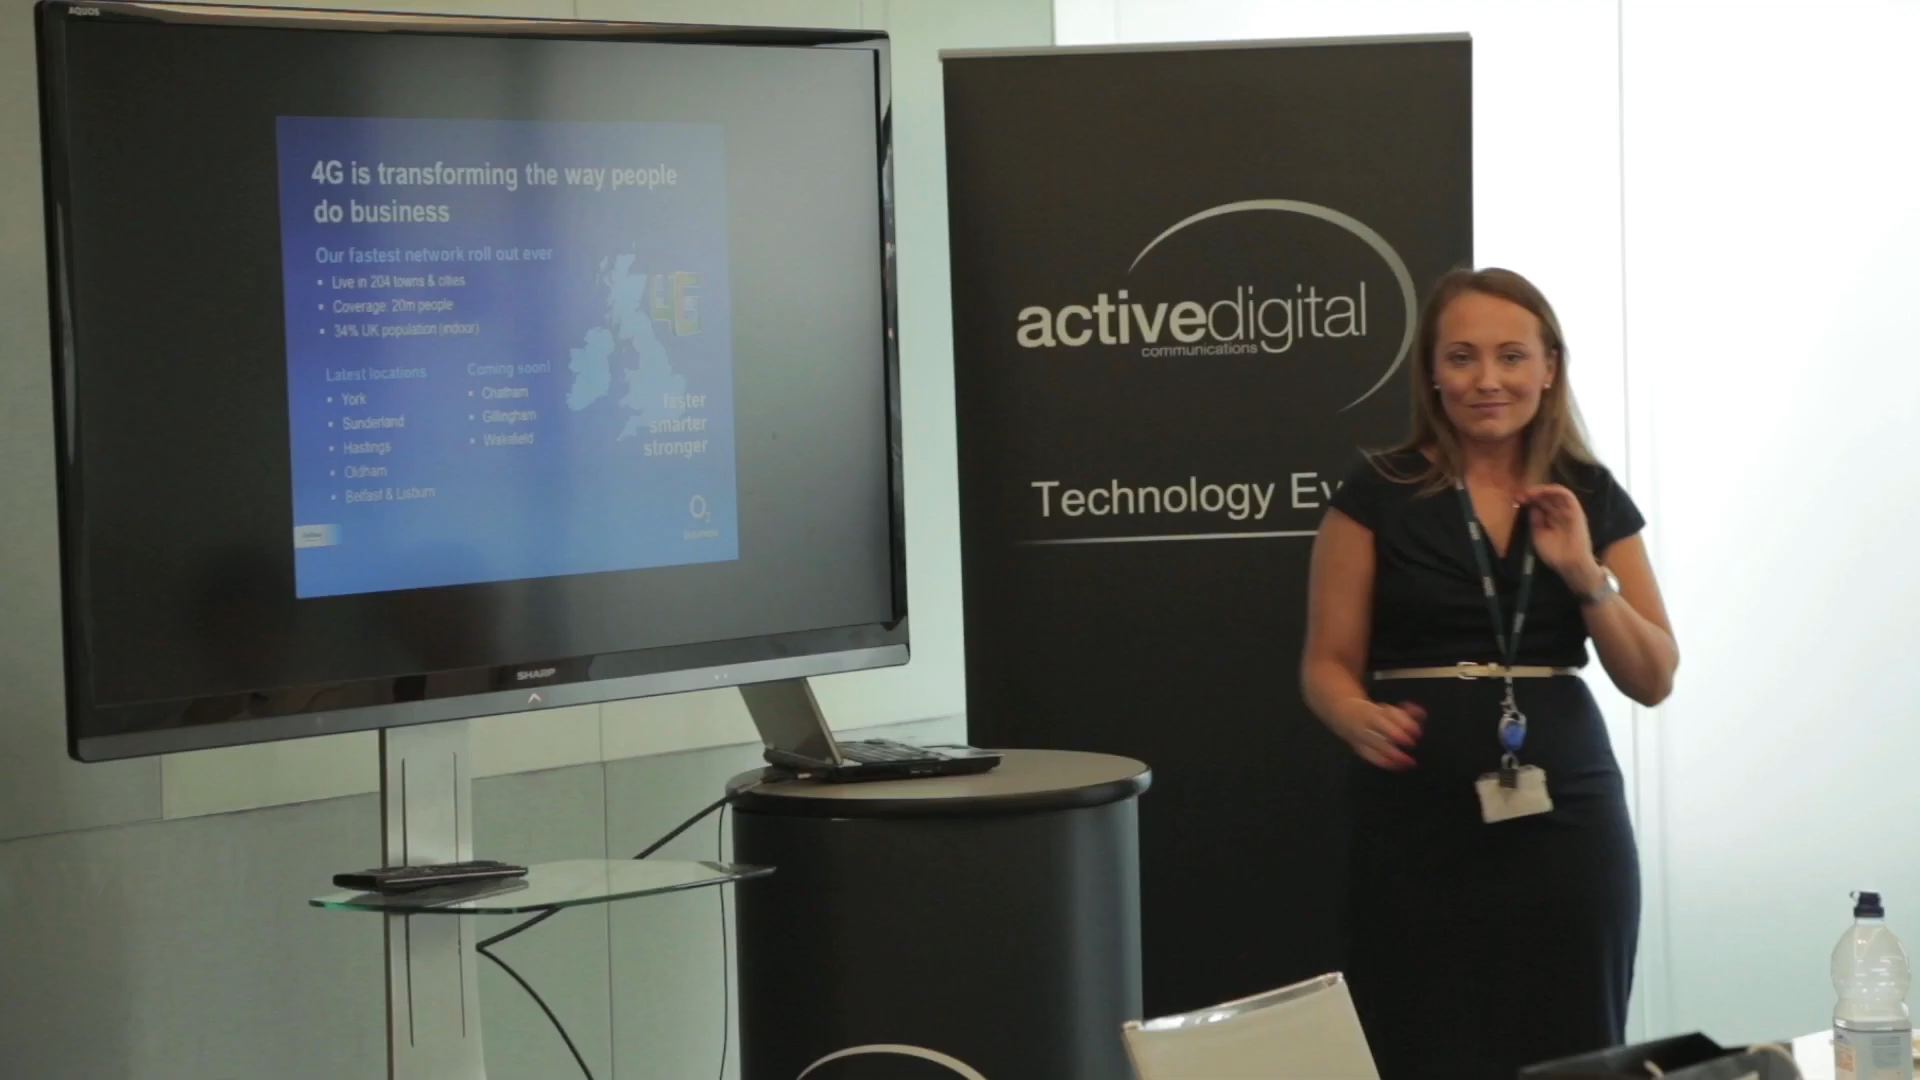 AQUOS
4G is transforming the way people
do business
Our fastest network roll out ever
Live in 204 towns & cities
Coverage: 20m people
34% UK population (indoor)
Latest locations
York
Sunderland
Hastings
Oldham
Belfast & Lisburn
Coming soon!
Chatham
Gillingham
Wakefield
4G
faster
smarter
stronger
O2
SHARP
activedigital
communications
Technology Ev